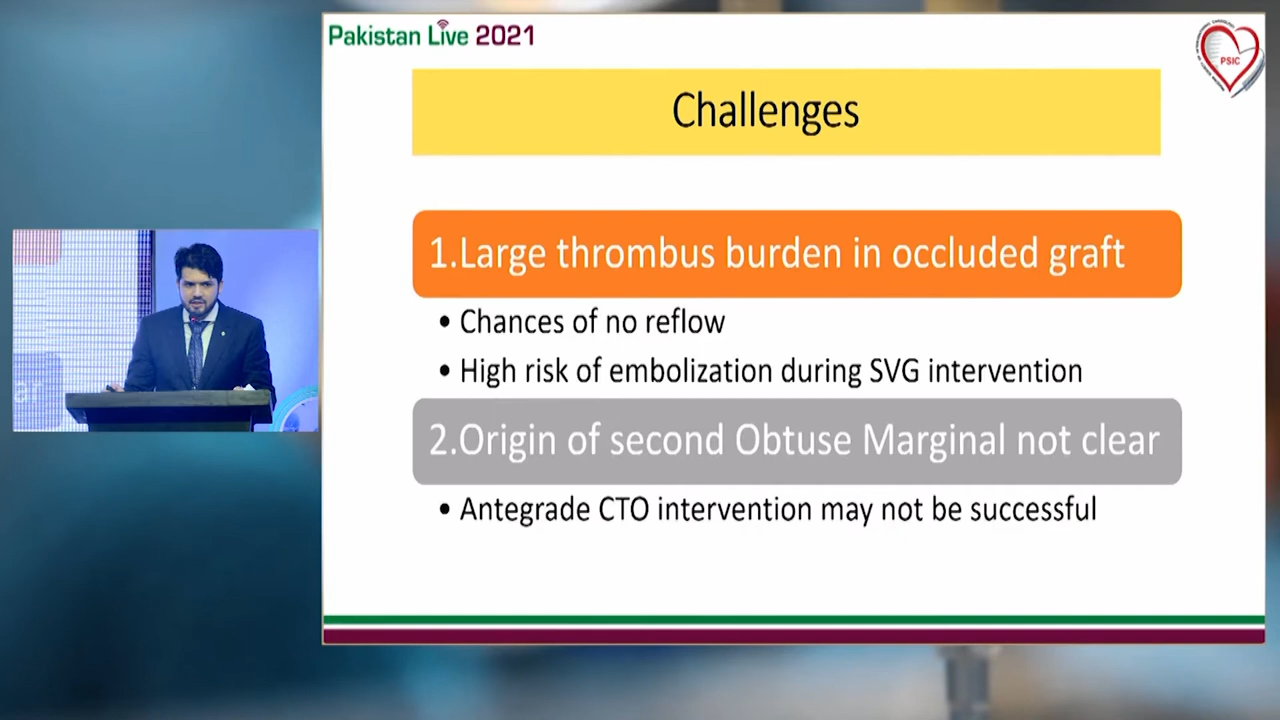 Pakistan Live 2021
PSIC
Challenges
1.Large thrombus burden in occluded graft
• Chances of no reflow
• High risk of embolization during SVG intervention
2.Origin of second Obtuse Marginal not clear
• Antegrade CTO intervention may not be successful